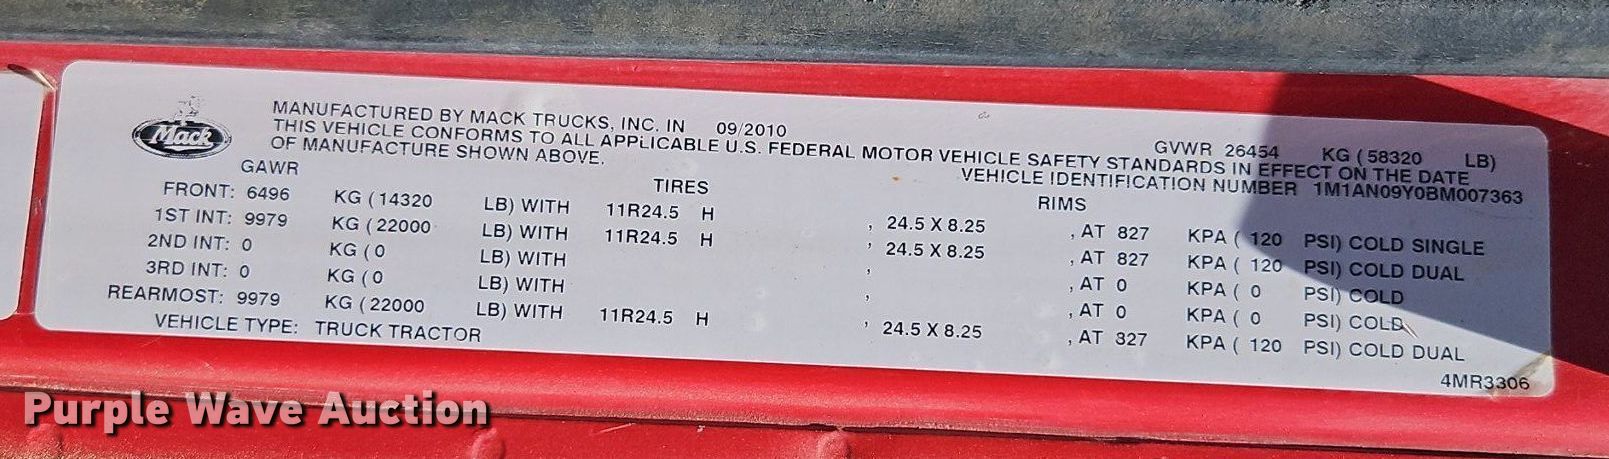 Mack
MANUFACTURED BY MACK TRUCKS, INC. IN 09/2010 GVWR 26454 KG (58320 LB)
THIS VEHICLE CONFORMS TO ALL APPLICABLE U.S. FEDERAL MOTOR VEHICLE SAFETY STANDARDS IN EFFECT ON THE DATE
OF MANUFACTURE SHOWN ABOVE. VEHICLE IDENTIFICATION NUMBER 1M1AN09Y0BM007363
GAWR TIRES RIMS
FRONT: 6496 KG (14320 LB) WITH 11R24.5 H , 24.5 X 8.25 , AT 827 KPA ( 120 PSI) COLD SINGLE
1ST INT: 9979 KG (22000 LB) WITH 11R24.5 H , 24.5 X 8.25 , AT 827 KPA ( 120 PSI) COLD DUAL
2ND INT: 0 KG (0 LB) WITH , , AT 0 KPA ( 0 PSI) COLD
3RD INT: 0 KG (0 LB) WITH , , AT 0 KPA ( 0 PSI) COLD
REARMOST: 9979 KG (22000 LB) WITH 11R24.5 H , 24.5 X 8.25 , AT 827 KPA ( 120 PSI) COLD DUAL
VEHICLE TYPE: TRUCK TRACTOR
4MR3306
Purple Wave Auction